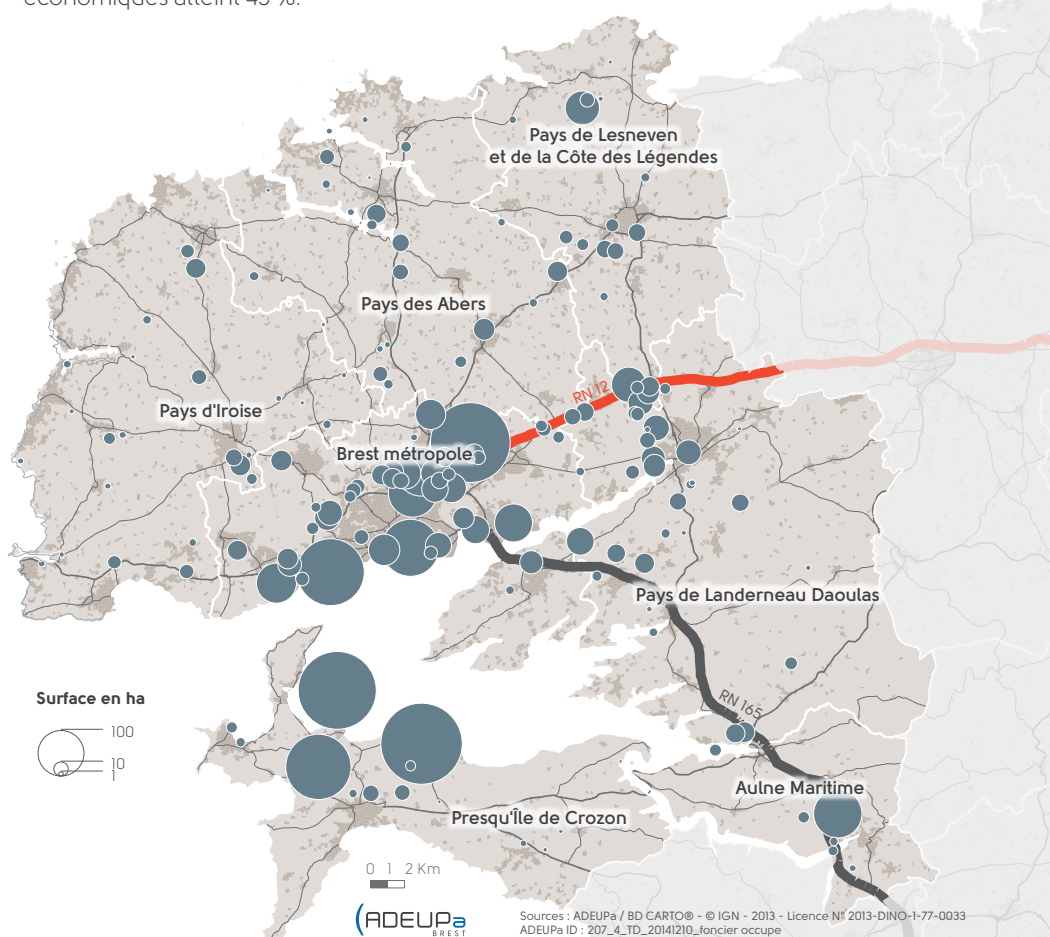 économiques atteint 45 %.
Pays de Lesneven
et de la Côte des Légendes
Pays des Abers
RN 12
Pays d'Iroise
Brest métropole
Pays de Landerneau Daoulas
RN 165
Surface en ha
100
10
1
Aulne Maritime
Presqu'Île de Crozon
0 1 2 Km
ADEUPa
BREST
Sources : ADEUPa / BD CARTO® - © IGN - 2013 - Licence N° 2013-DINO-1-77-0033
ADEUPa ID : 207_4_TD_20141210_foncier occupe